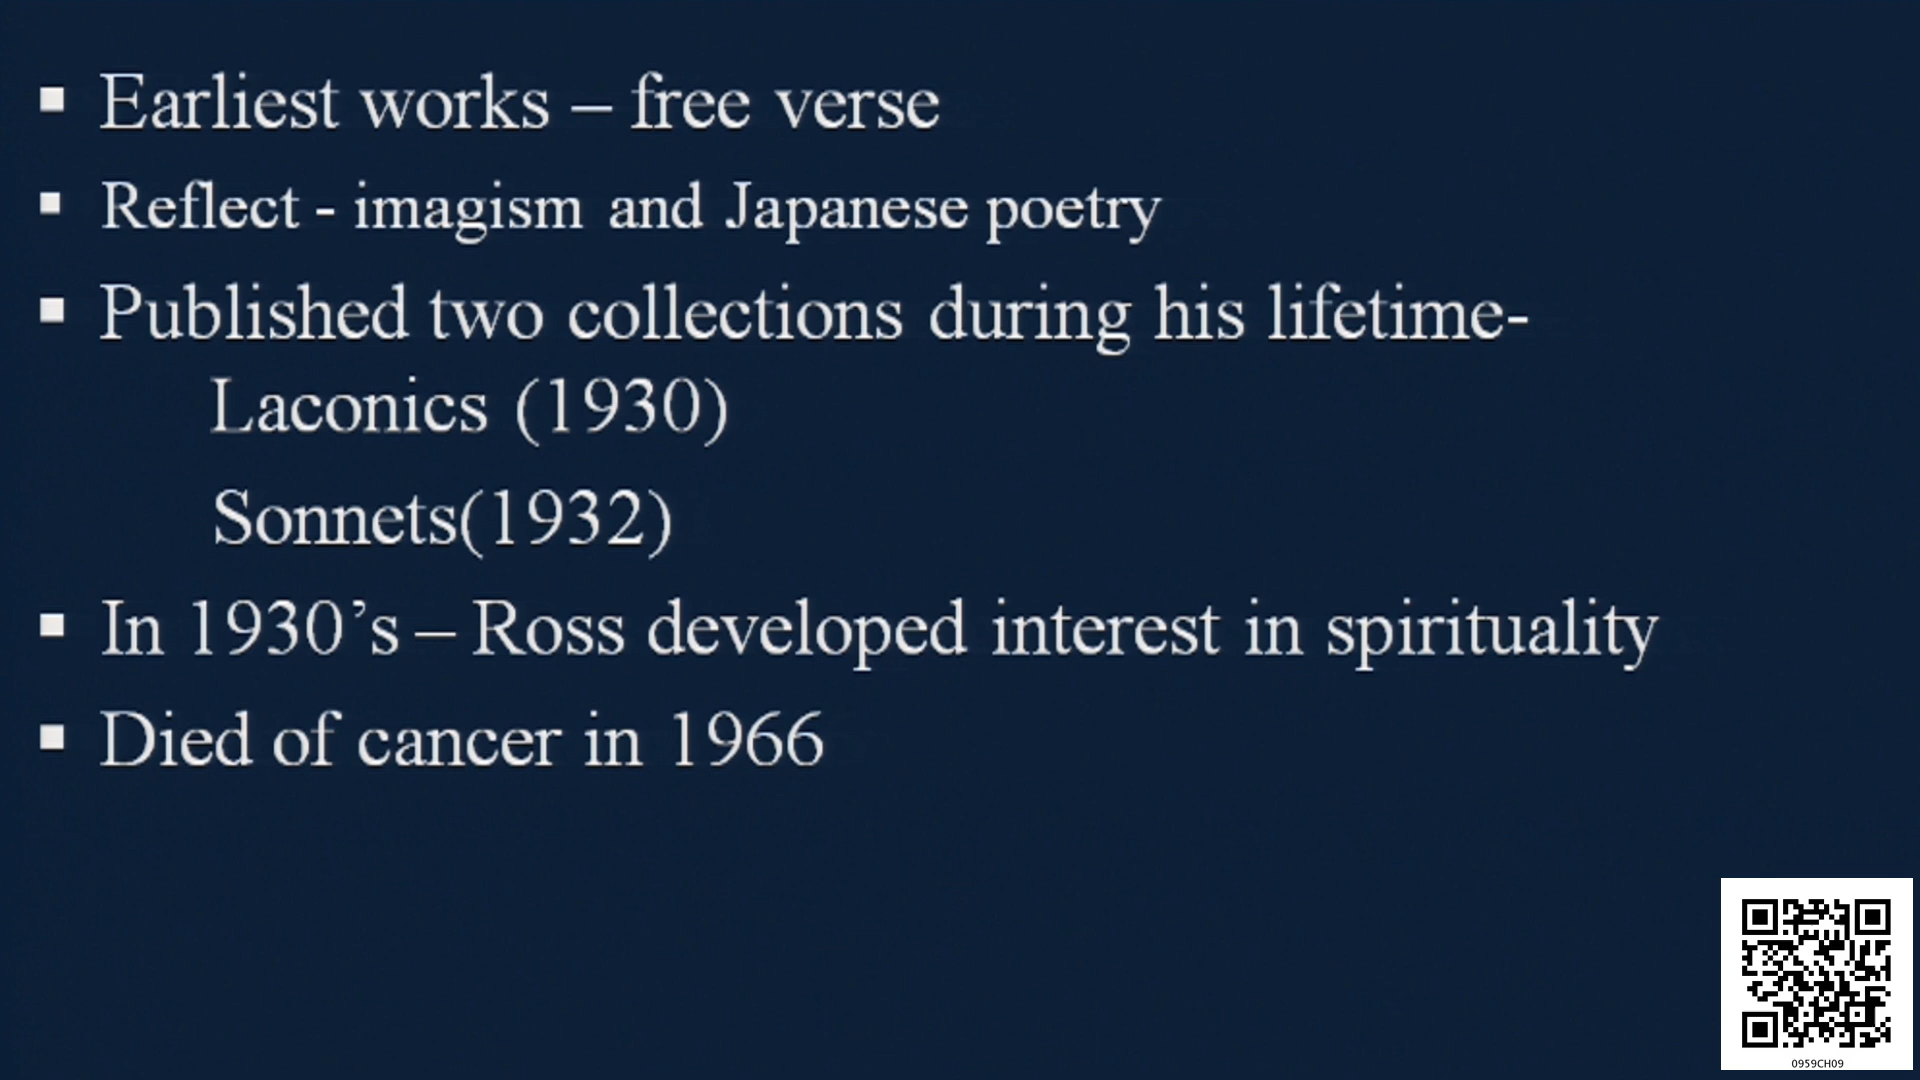 ▪ Earliest works – free verse
▪ Reflect - imagism and Japanese poetry
▪ Published two collections during his lifetime-
Laconics (1930)
Sonnets(1932)
▪ In 1930’s – Ross developed interest in spirituality
▪ Died of cancer in 1966
0959CH09